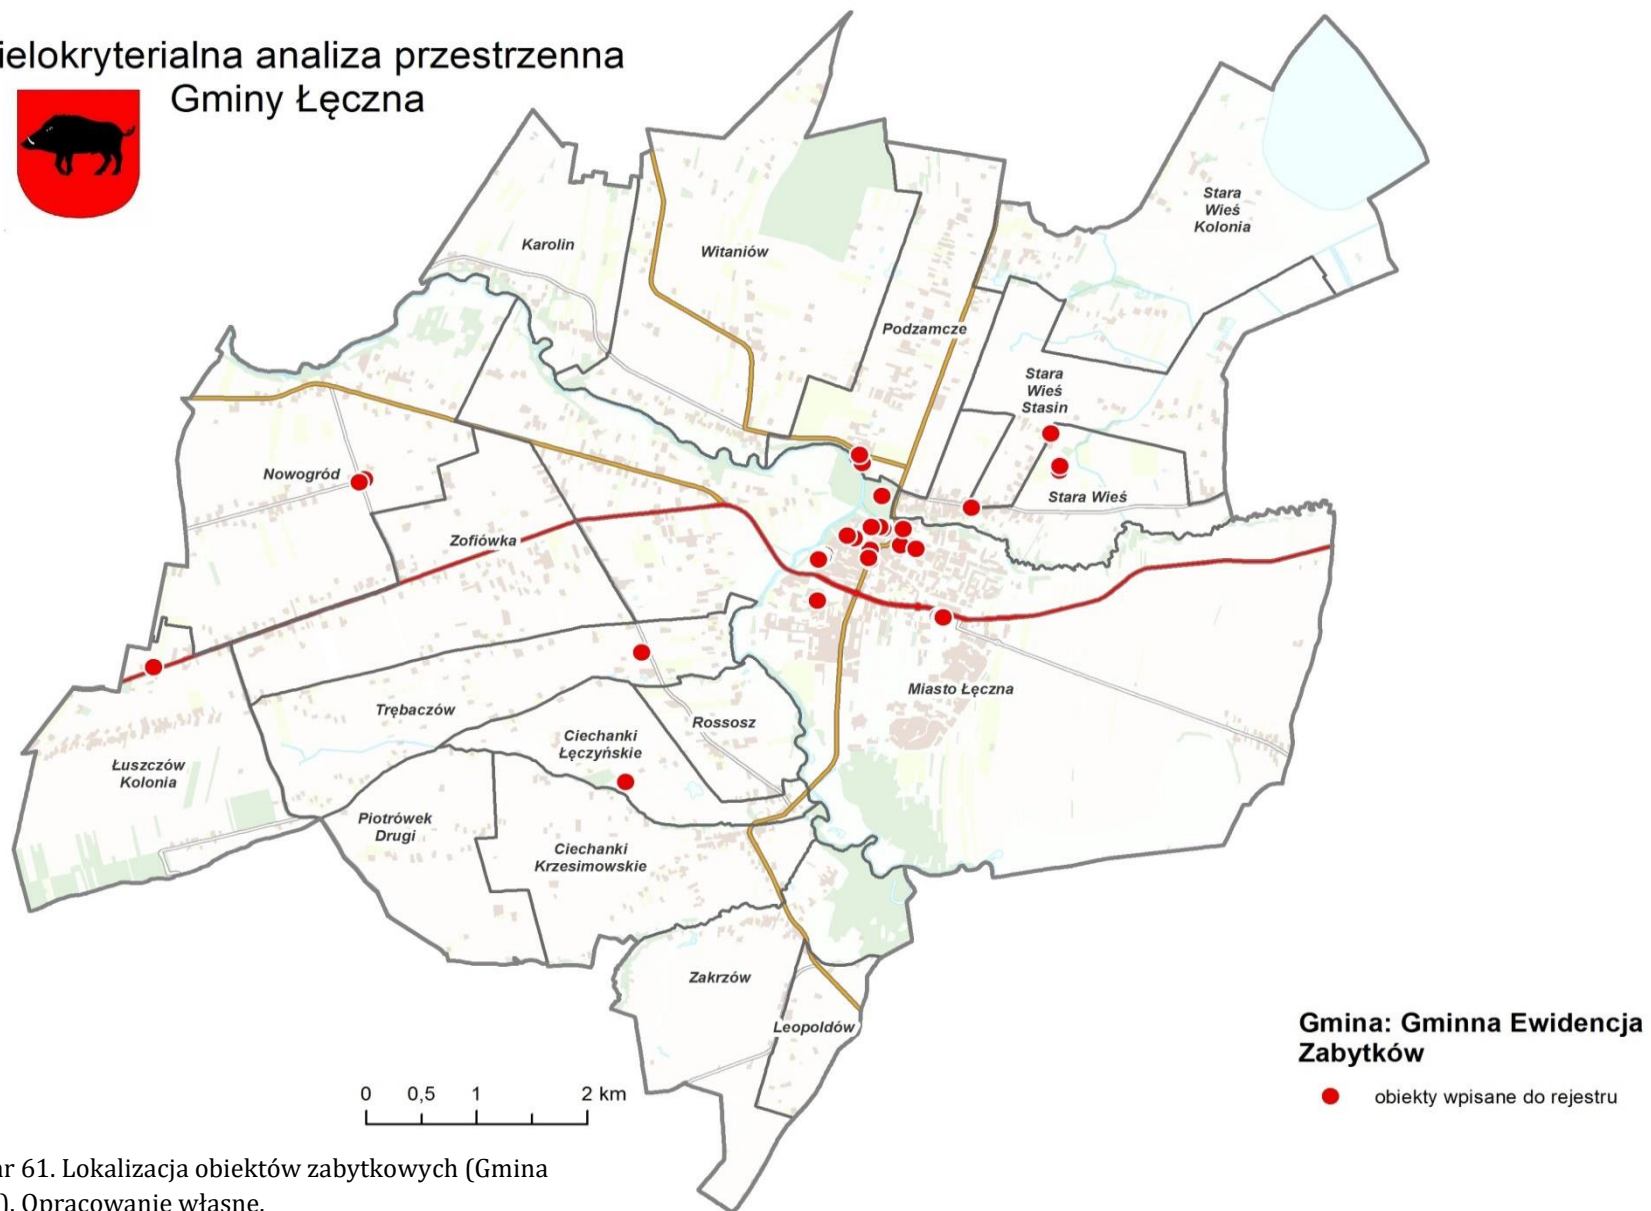 ielokryterialna analiza przestrzenna
Gminy Łęczna
Stara
Wieś
Kolonia
Karolin
Witaniów
Podzamcze
Stara
Wieś
Stasin
Nowogród
Stara Wieś
Zofiówka
Miasto Łęczna
Trębaczów
Rossosz
Ciechanki
Łęczyńskie
Łuszczów
Kolonia
Piotrówek
Drugi
Ciechanki
Krzesimowskie
Zakrzów
Leopoldów
Gmina: Gminna Ewidencja
Zabytków
obiekty wpisane do rejestru
0 0,5 1 2 km
nr 61. Lokalizacja obiektów zabytkowych (Gmina
). Opracowanie własne.